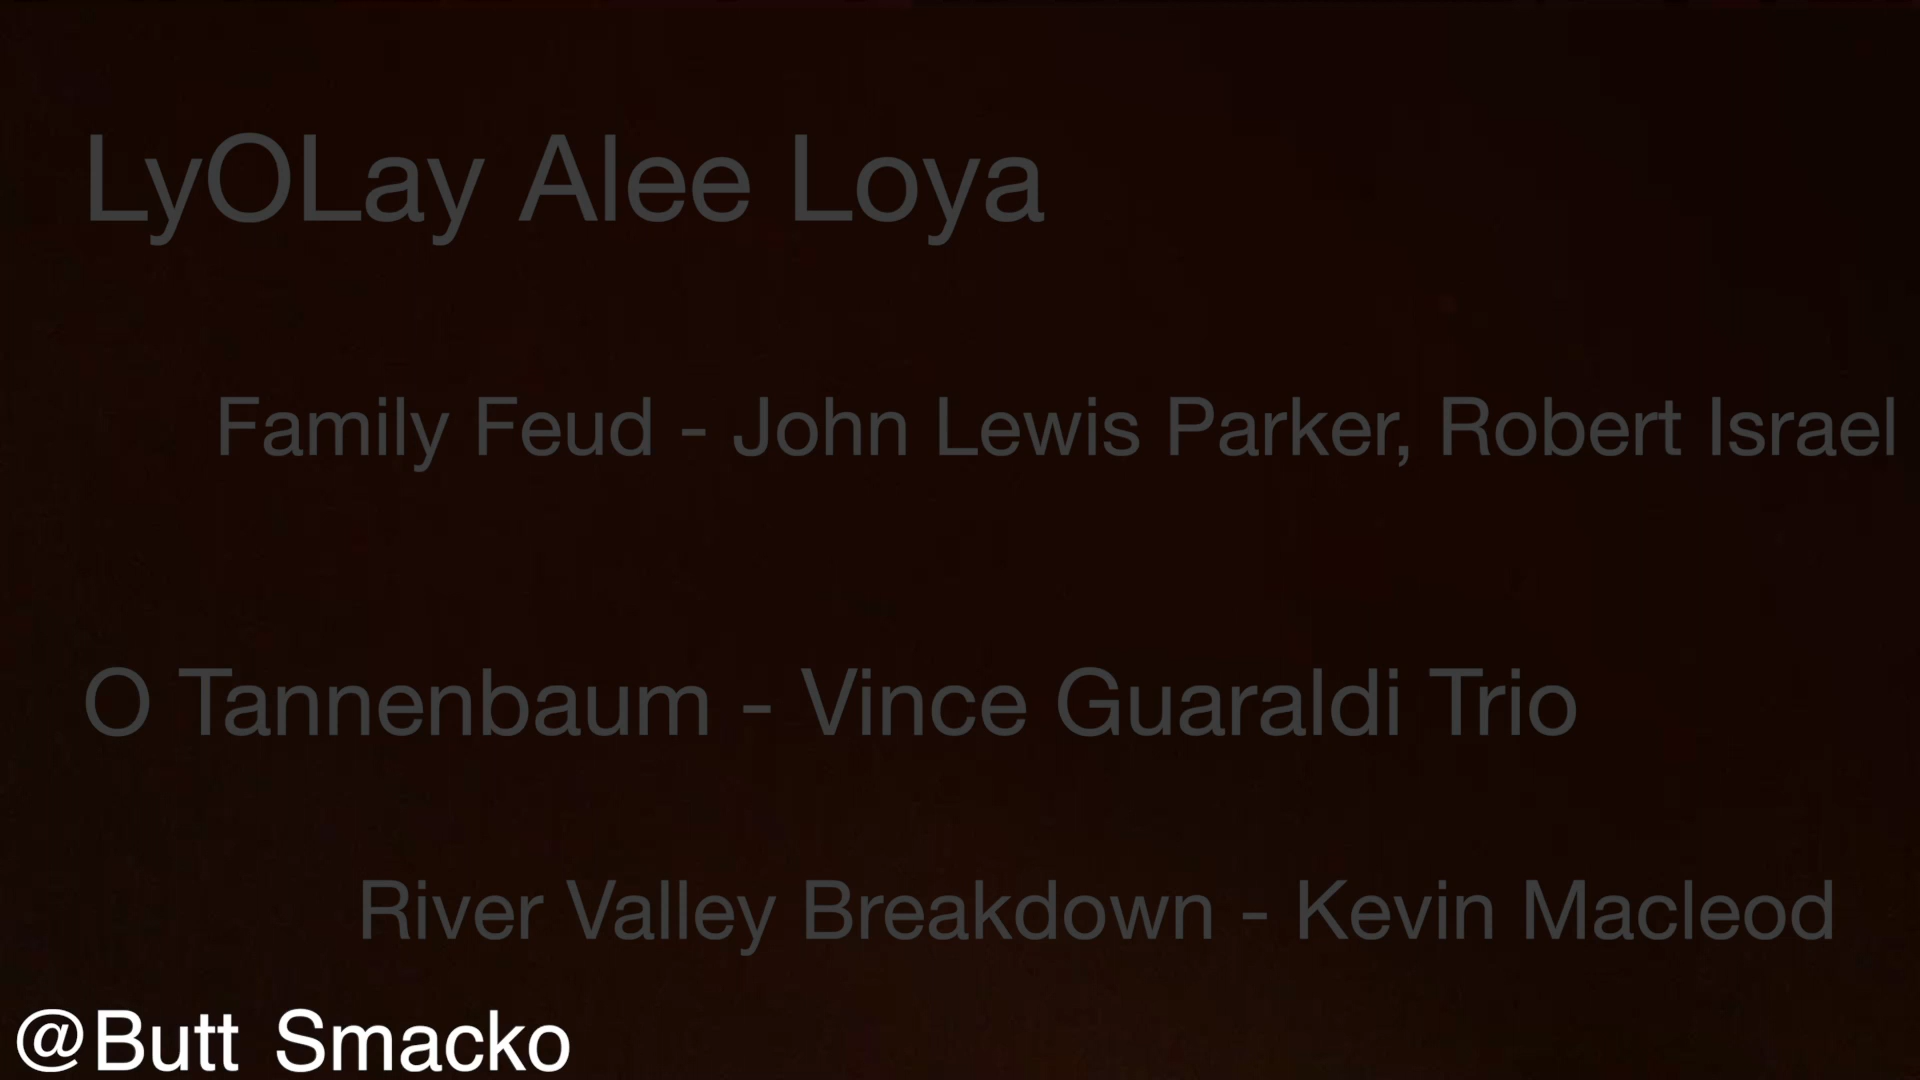 LyOLay Alee Loya
Family Feud - John Lewis Parker, Robert Israel
O Tannenbaum - Vince Guaraldi Trio
River Valley Breakdown - Kevin Macleod
@Butt Smacko